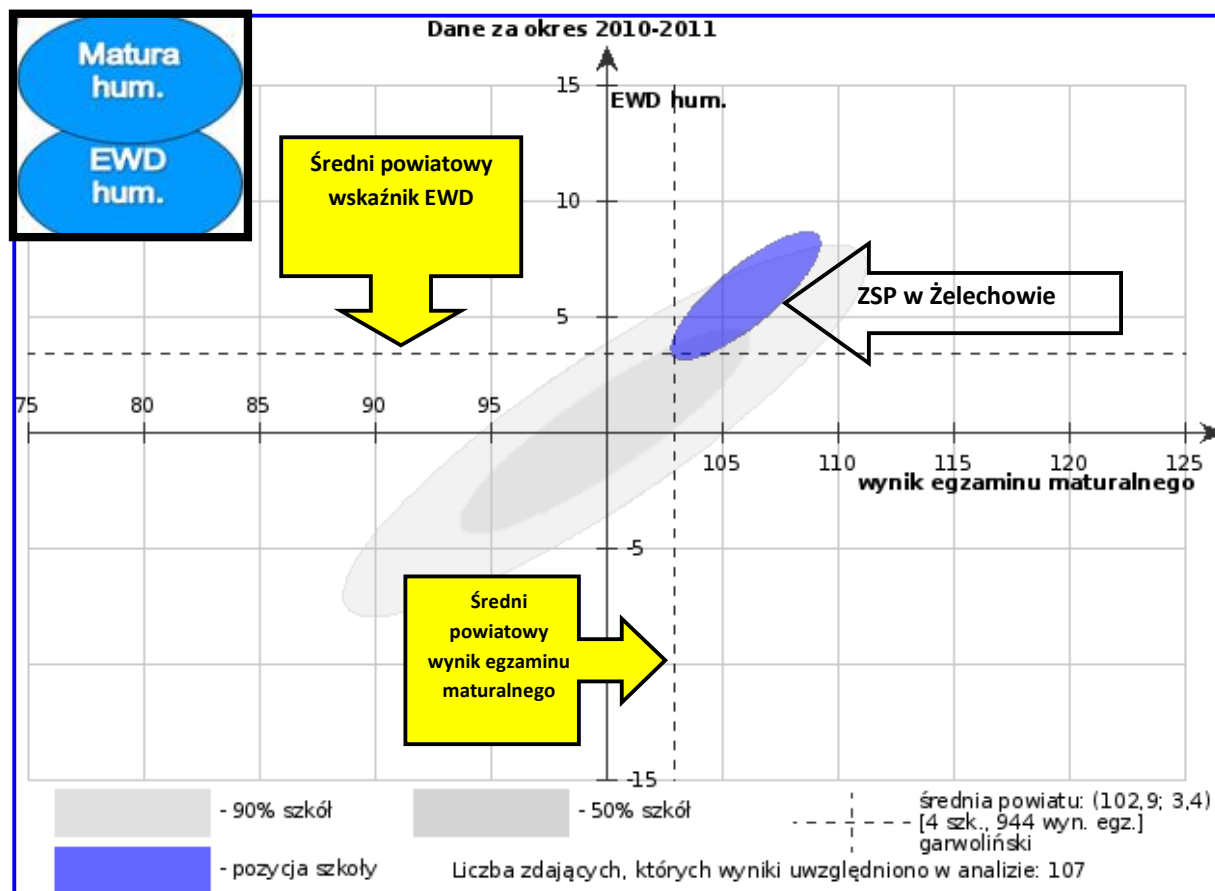 Matura
hum.
EWD
hum.
Dane za okres 2010-2011
EWD hum.
15
10
5
-5
-15
Średni powiatowy
wskaźnik EWD
ZSP w Żelechowie
75 80 85 90 95
105 110 115 120 125
wynik egzaminu maturalnego
Średni
powiatowy
wynik egzaminu
maturalnego
- 90% szkół
- 50% szkół
średnia powiatu: (102,9; 3,4)
[4 szk., 944 wyn. egz.]
garwoliński
- pozycja szkoły
Liczba zdających, których wyniki uwzględniono w analizie: 107